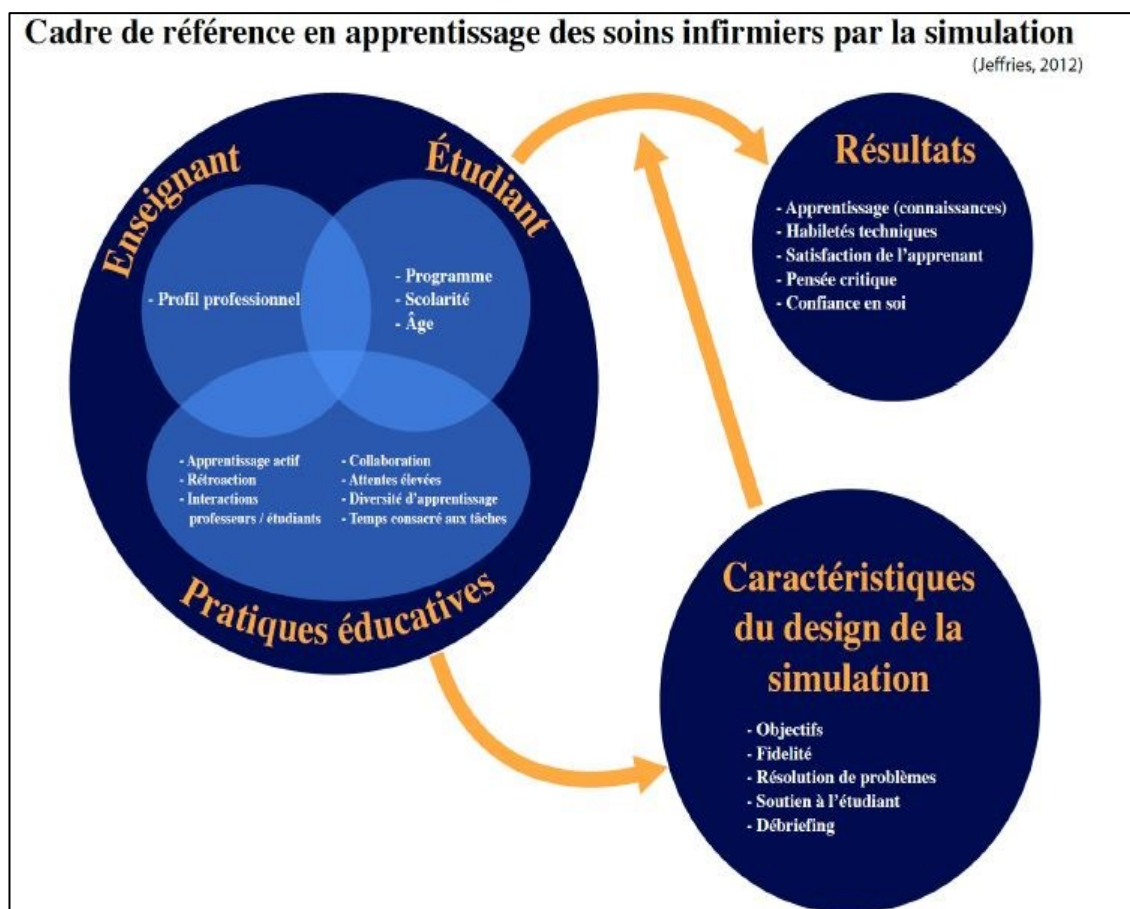 Cadre de référence en apprentissage des soins infirmiers par la simulation
(Jeffries, 2012)
Enseignant
Étudiant
- Profil professionnel
- Programme
- Scolarité
- Âge
- Apprentissage actif
- Rétroaction
- Interactions
professeurs / étudiants
- Collaboration
- Attentes élevées
- Diversité d'apprentissage
- Temps consacré aux tâches
Pratiques éducatives
Résultats
- Apprentissage (connaissances)
- Habiletés techniques
- Satisfaction de l'apprenant
- Pensée critique
- Confiance en soi
Caractéristiques
du design de la
simulation
- Objectifs
- Fidelité
- Résolution de problèmes
- Soutien à l'étudiant
- Débriefing